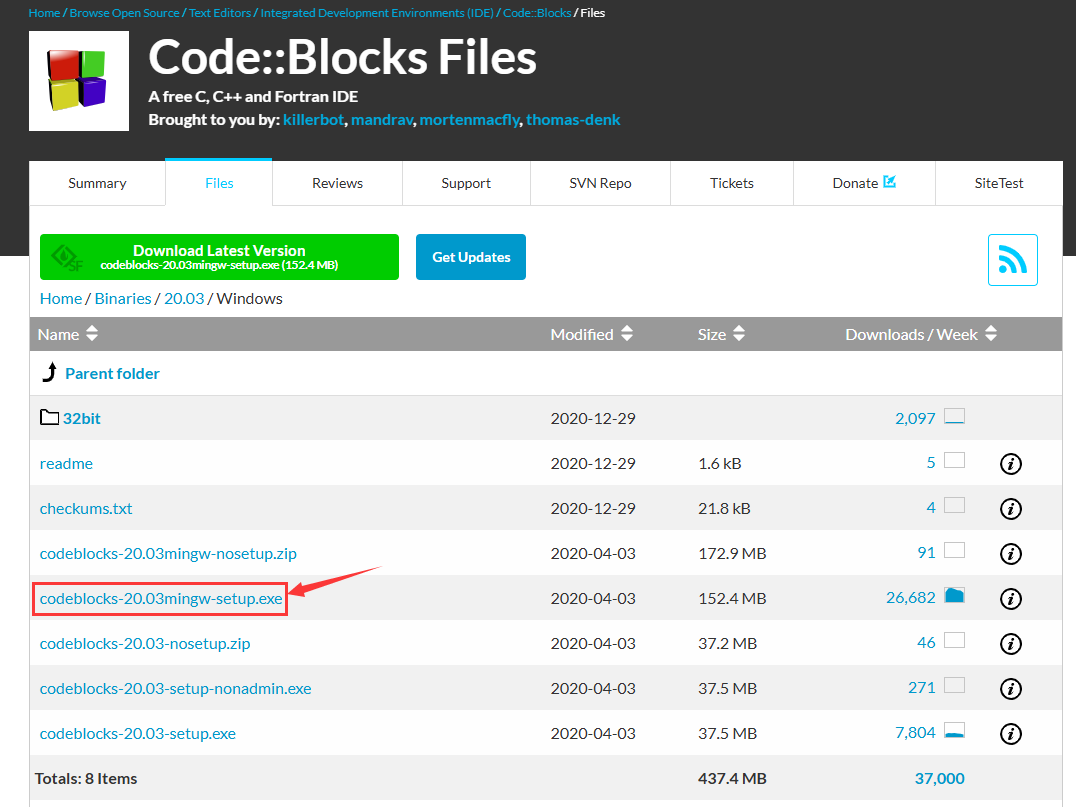 Home / Browse Open Source / Text Editors / Integrated Development Environments (IDE) / Code::Blocks / Files
Code::Blocks Files
A free C, C++ and Fortran IDE
Brought to you by: killerbot, mandrav, mortenmacfly, thomas-denk
Summary Files Reviews Support SVN Repo Tickets Donate SiteTest
Download Latest Version
codeblocks-20.03mingw-setup.exe (152.4 MB)
Get Updates
Home / Binaries / 20.03 / Windows
Name Modified Size Downloads / Week
Parent folder
32bit 2020-12-29 2,097
readme 2020-12-29 1.6 kB 5
checkums.txt 2020-12-29 21.8 kB 4
codeblocks-20.03mingw-nosetup.zip 2020-04-03 172.9 MB 91
codeblocks-20.03mingw-setup.exe 2020-04-03 152.4 MB 26,682
codeblocks-20.03-nosetup.zip 2020-04-03 37.2 MB 46
codeblocks-20.03-setup-nonadmin.exe 2020-04-03 37.5 MB 271
codeblocks-20.03-setup.exe 2020-04-03 37.5 MB 7,804
Totals: 8 Items 437.4 MB 37,000